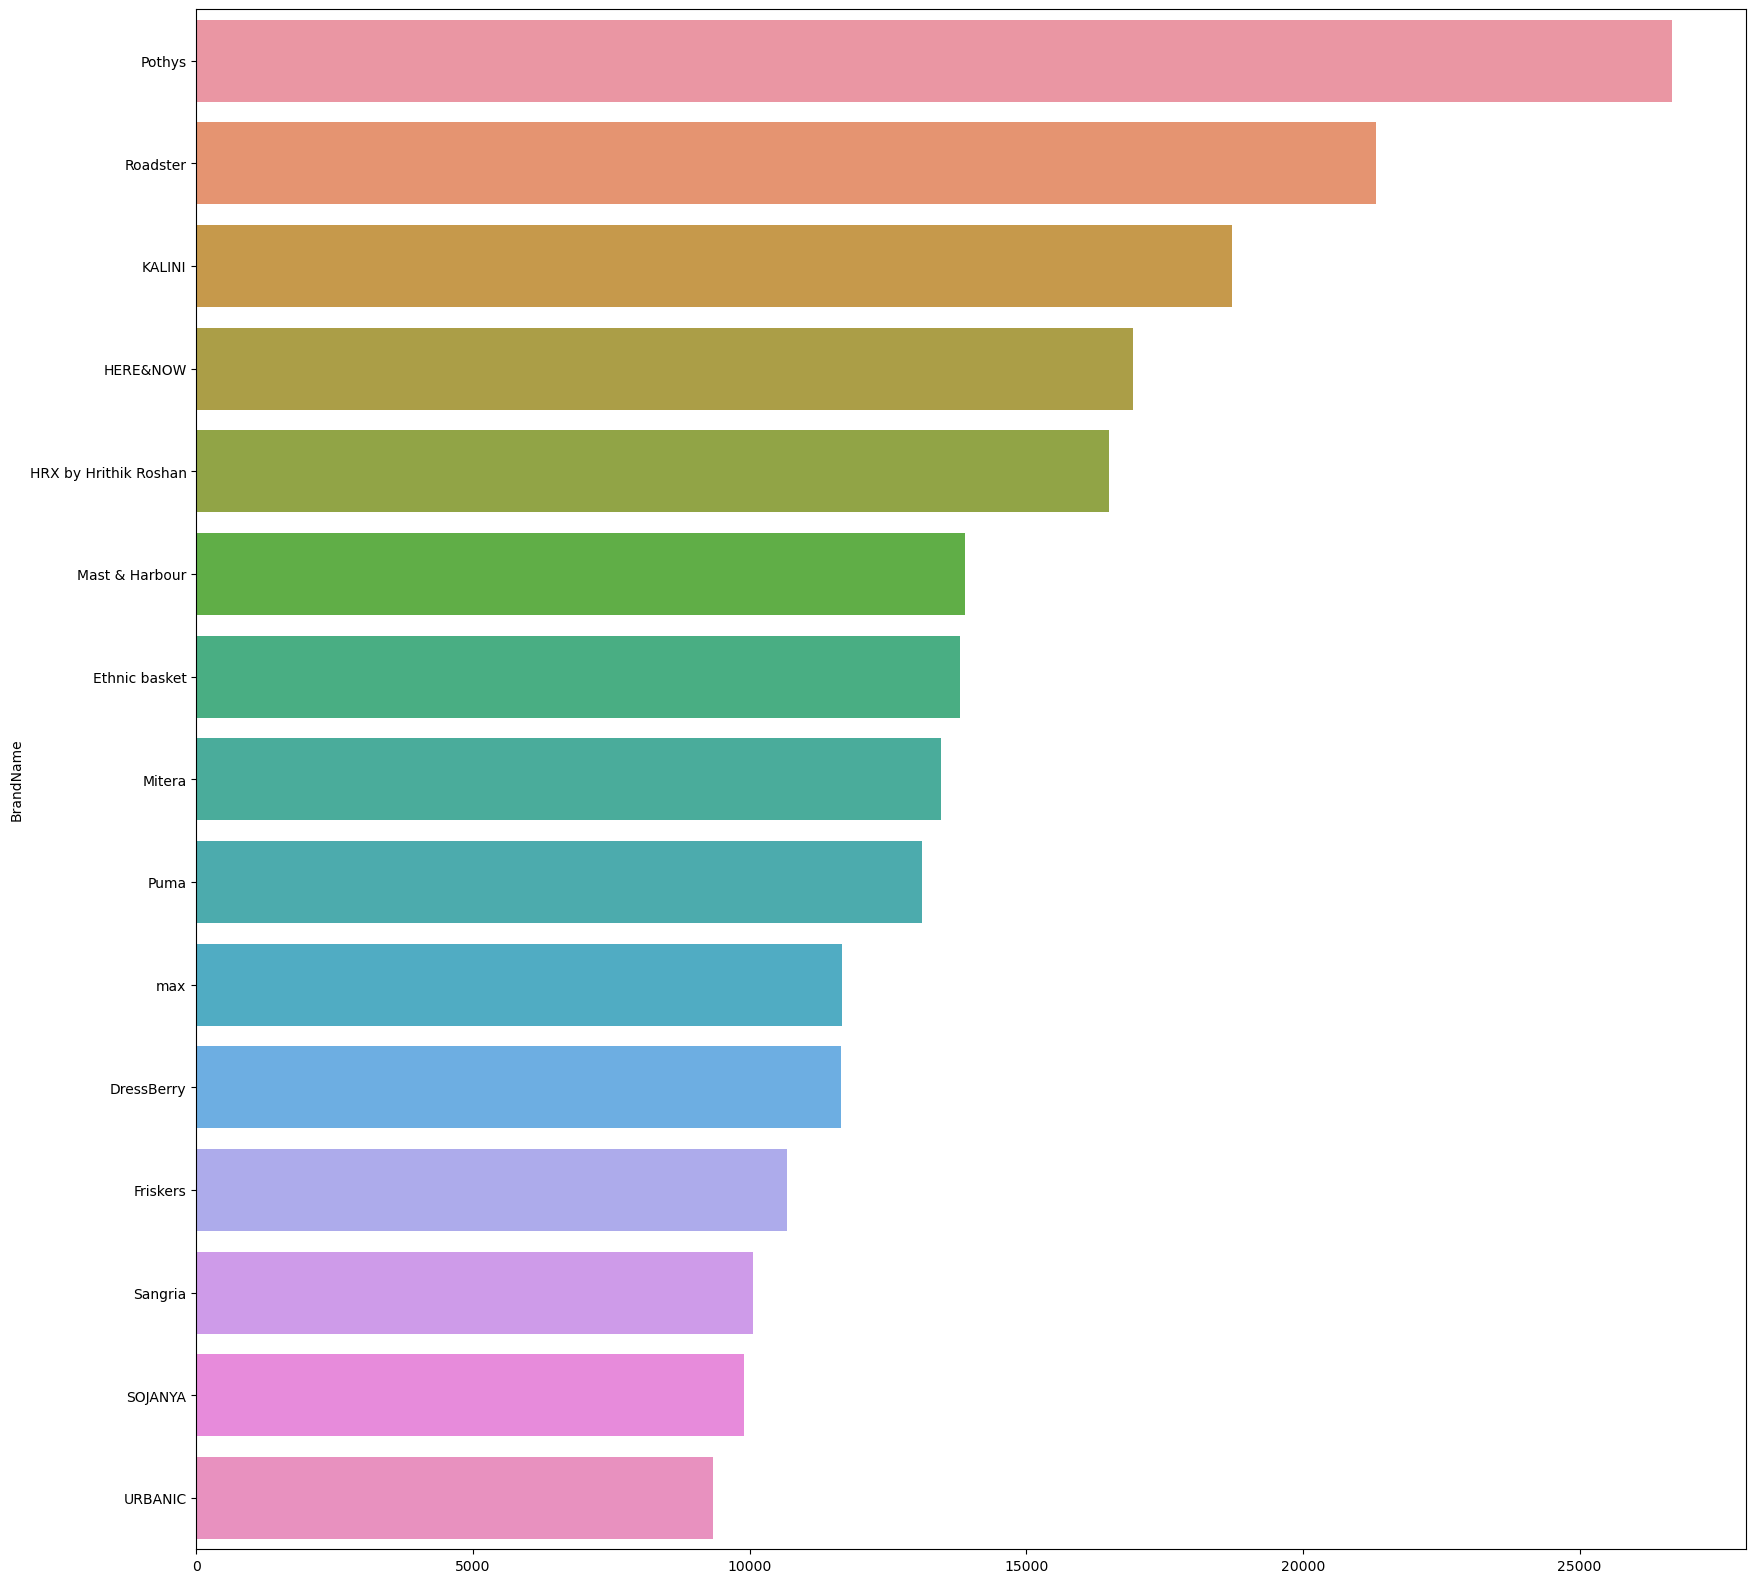 Pothys
Roadster
KALINI
HERE&NOW
HRX by Hrithik Roshan
Mast & Harbour
Ethnic basket
Mitera
Puma
max
DressBerry
Friskers
Sangria
SOJANYA
URBANIC
BrandName
0 5000 10000 15000 20000 25000